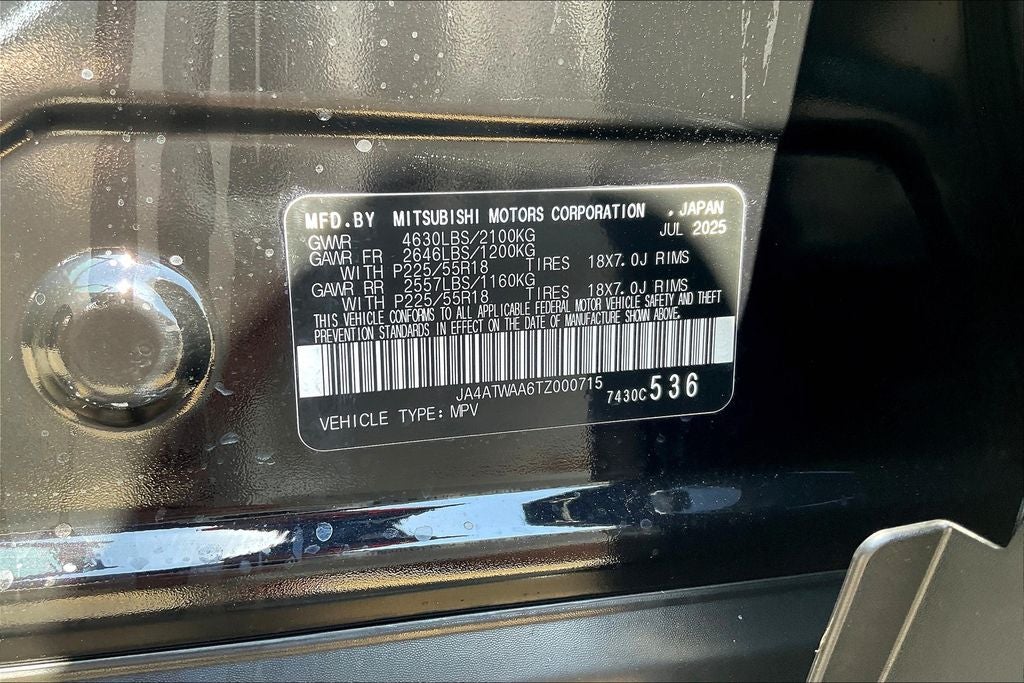 MFD.BY MITSUBISHI MOTORS CORPORATION , JAPAN
JUL 2025
GVWR 4630LBS/2100KG
GAWR FR 2646LBS/1200KG
WITH P225/55R18 TIRES 18X7.0J RIMS
GAWR RR 2557LBS/1160KG
WITH P225/55R18 TIRES 18X7.0J RIMS
THIS VEHICLE CONFORMS TO ALL APPLICABLE FEDERAL MOTOR VEHICLE SAFETY AND THEFT
PREVENTION STANDARDS IN EFFECT ON THE DATE OF MANUFACTURE SHOWN ABOVE.
JA4ATWAA6TZ000715
7430C536
VEHICLE TYPE: MPV